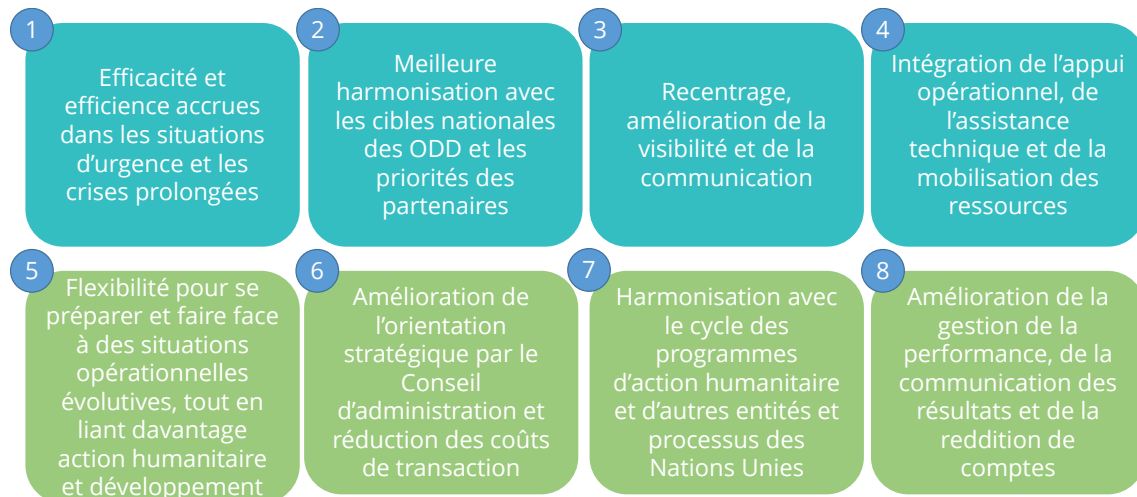 1
Efficacité et
efficience accrues
dans les situations
d'urgence et les
crises prolongées
2
Meilleure
harmonisation avec
les cibles nationales
des ODD et les
priorités des
partenaires
3
Recentrage,
amélioration de la
visibilité et de la
communication
4
Intégration de l'appui
opérationnel, de
l'assistance
technique et de la
mobilisation des
ressources
5
Flexibilité pour se
préparer et faire face
à des situations
opérationnelles
évolutives, tout en
liant davantage
action humanitaire
et développement
6
Amélioration de
l'orientation
stratégique par le
Conseil
d'administration et
réduction des coûts
de transaction
7
Harmonisation avec
le cycle des
programmes
d'action humanitaire
et d'autres entités et
processus des
Nations Unies
8
Amélioration de la
gestion de la
performance, de la
communication des
résultats et de la
reddition de
comptes